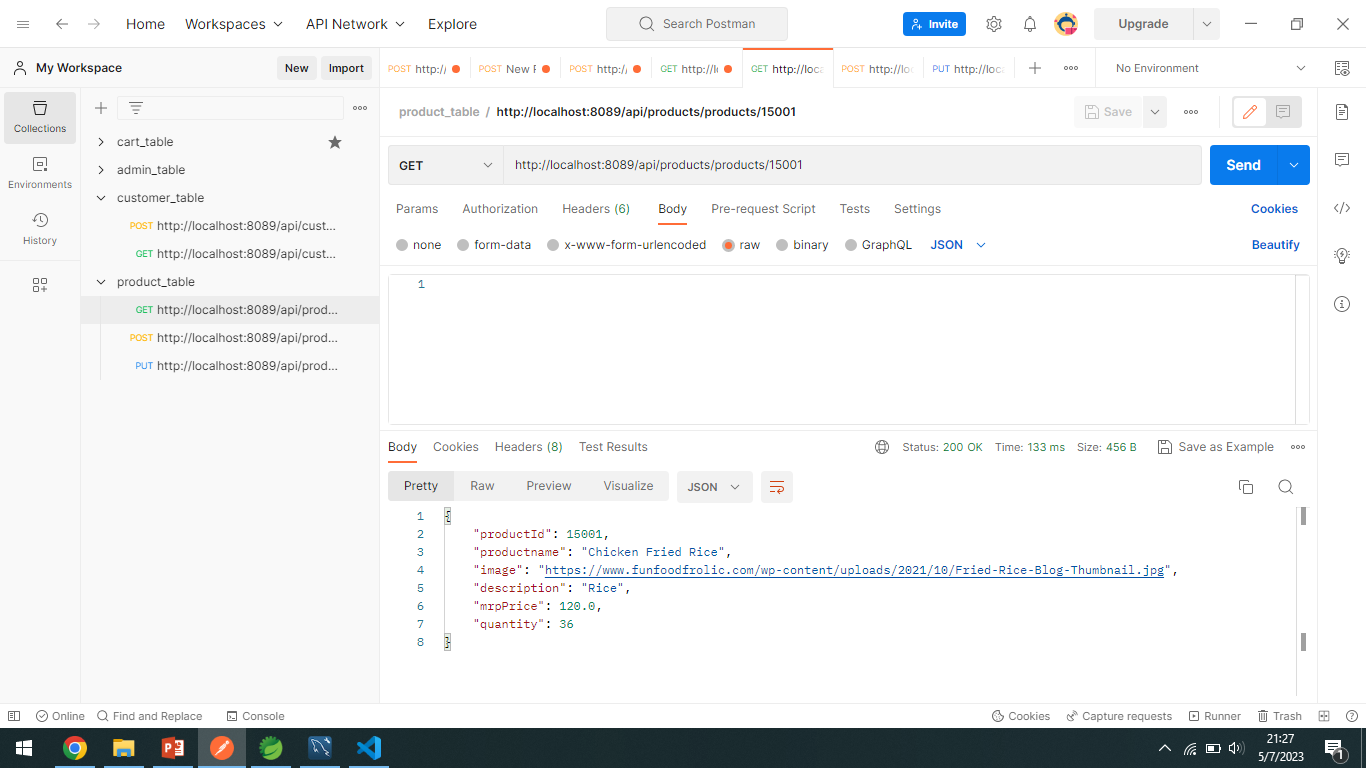 Home Workspaces API Network Explore Search Postman Invite Upgrade
My Workspace New Import POST http:/ POST New F POST http:/ GET http://l GET http://loc POST http://loc PUT http://loc No Environment
Collections
Environments
History
cart_table
admin_table
customer_table
POST http://localhost:8089/api/cust...
GET http://localhost:8089/api/cust...
product_table
GET http://localhost:8089/api/prod...
POST http://localhost:8089/api/prod...
PUT http://localhost:8089/api/prod...
product_table / http://localhost:8089/api/products/products/15001 Save
GET http://localhost:8089/api/products/products/15001 Send
Params Authorization Headers (6) Body Pre-request Script Tests Settings Cookies
none form-data x-www-form-urlencoded raw binary GraphQL JSON Beautify
1
Body Cookies Headers (8) Test Results Status: 200 OK Time: 133 ms Size: 456 B Save as Example
Pretty Raw Preview Visualize JSON
1 {
2 "productId": 15001,
3 "productname": "Chicken Fried Rice",
4 "image": "https://www.funfoodfrolic.com/wp-content/uploads/2021/10/Fried-Rice-Blog-Thumbnail.jpg",
5 "description": "Rice",
6 "mrpPrice": 120.0,
7 "quantity": 36
8 }
Online Find and Replace Console Cookies Capture requests Runner Trash
21:27
5/7/2023
1